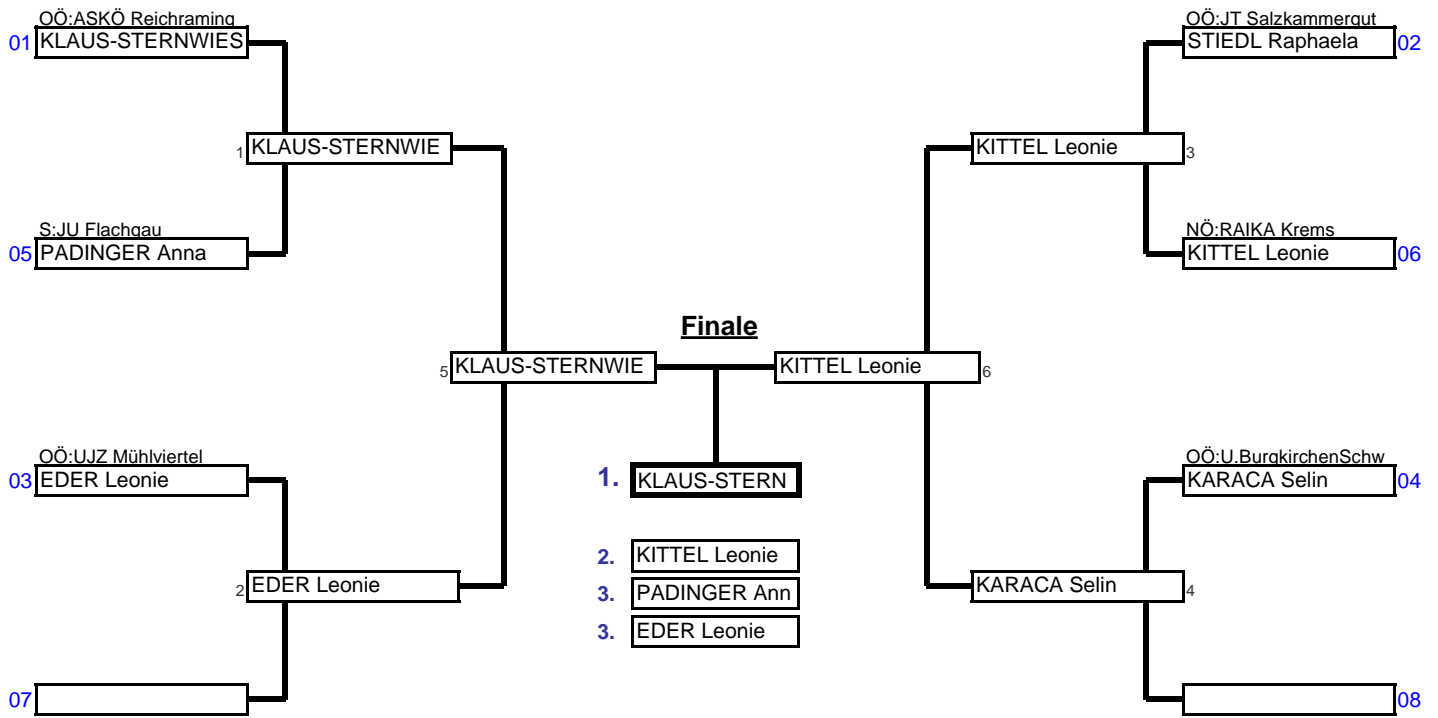 OÖ:ASKÖ Reichraming
01 KLAUS-STERNWIES
OÖ:JT Salzkammergut
STIEDL Raphaela 02
1 KLAUS-STERNWIE
KITTEL Leonie 3
S:JU Flachgau
05 PADINGER Anna
NÖ:RAIKA Krems
KITTEL Leonie 06
Finale
5 KLAUS-STERNWIE
KITTEL Leonie 6
OÖ:UJZ Mühlviertel
03 EDER Leonie
1. KLAUS-STERN
OÖ:U.BurgkirchenSchw
KARACA Selin 04
2. KITTEL Leonie
2 EDER Leonie
3. PADINGER Ann
KARACA Selin 4
3. EDER Leonie
07
08